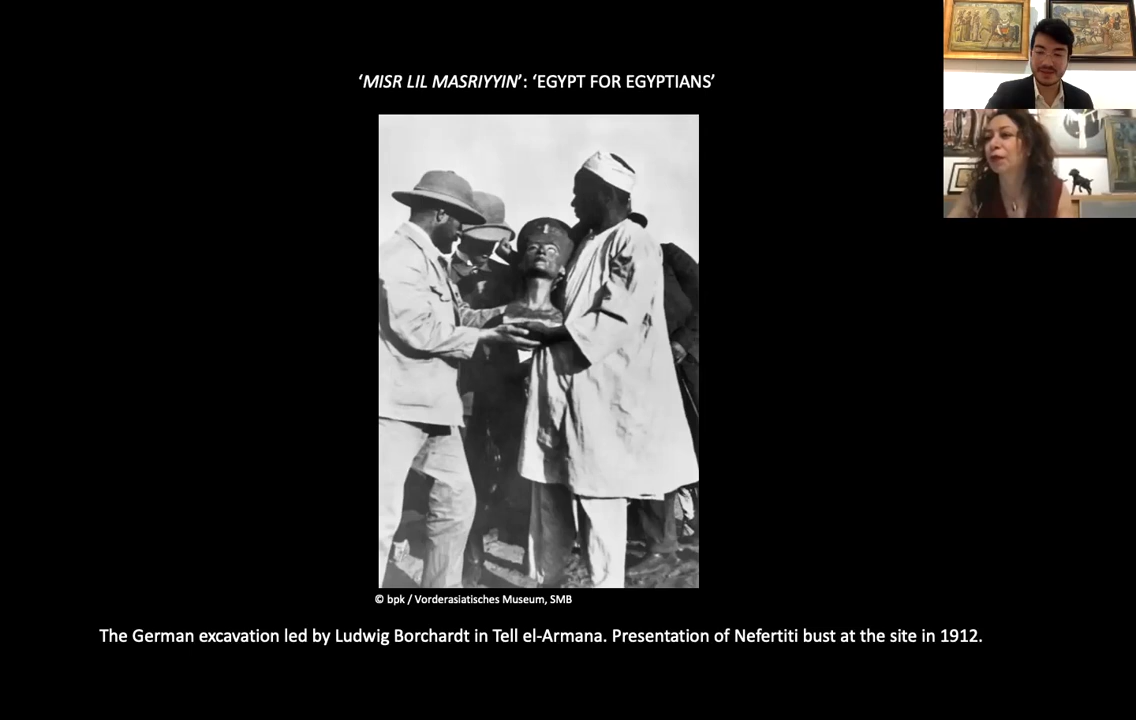 ‘MISR LIL MASRIYYIN’: ‘EGYPT FOR EGYPTIANS’
© bpk / Vorderasiatisches Museum, SMB
The German excavation led by Ludwig Borchardt in Tell el-Armana. Presentation of Nefertiti bust at the site in 1912.